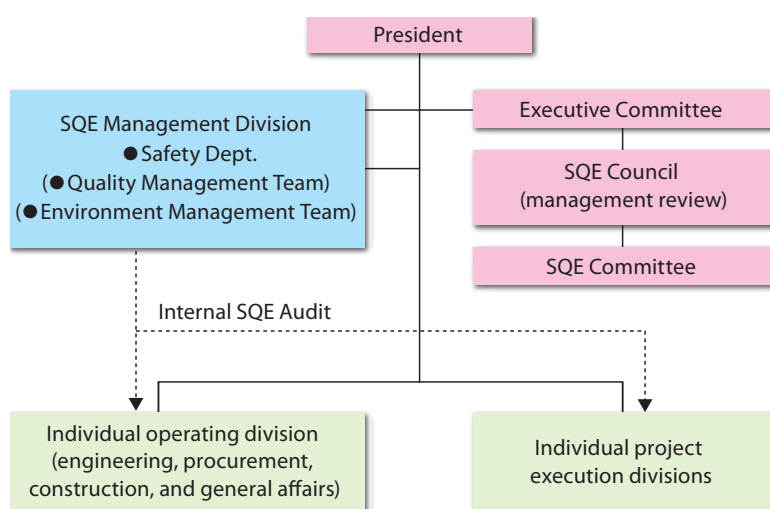 President
SQE Management Division
●Safety Dept.
(●Quality Management Team)
(●Environment Management Team)
Executive Committee
SQE Council
(management review)
SQE Committee
Internal SQE Audit
Individual operating division
(engineering, procurement,
construction, and general affairs)
Individual project
execution divisions